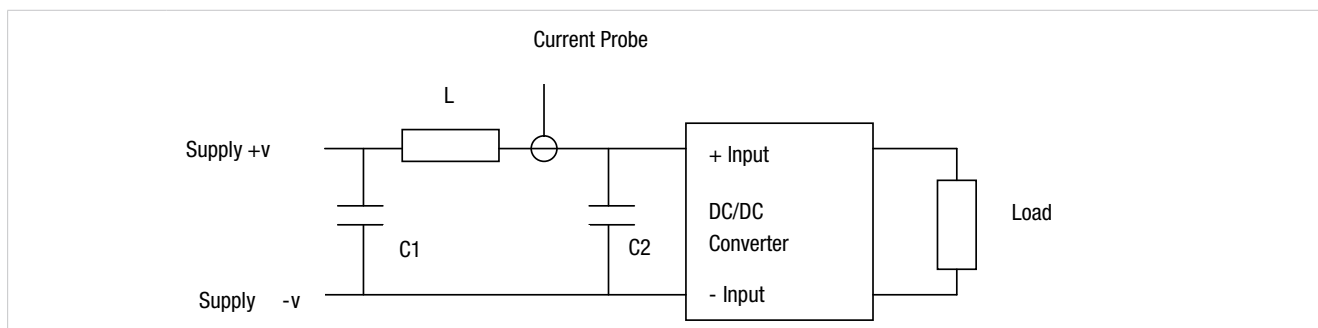 Current Probe
L
Supply +v
+ Input
DC/DC
Converter
Load
C1
C2
Supply -v
- Input